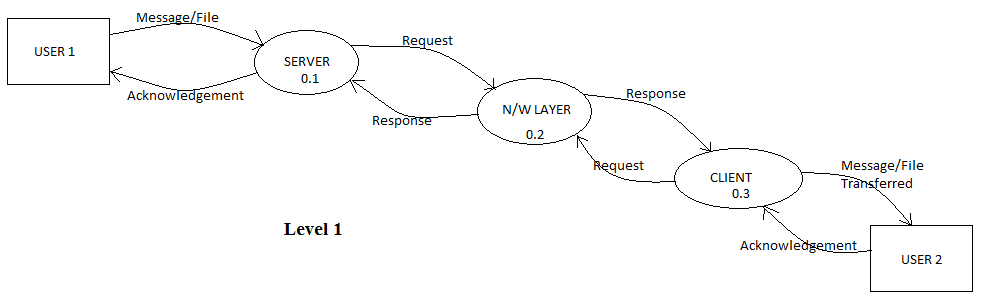 Message/File
USER 1
SERVER
0.1
Acknowledgement
Request
Response
N/W LAYER
0.2
Response
Request
CLIENT
0.3
Message/File
Transferred
Acknowledgement
USER 2
Level 1